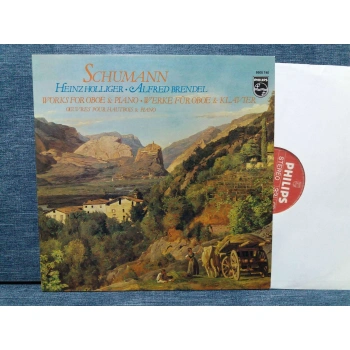 SCHUMANN
HEINZ HOLLIGER · ALFRED BRENDEL
WORKS FOR OBOE & PIANO · WERKE FÜR OBOE & KLAVIER
ŒUVRES POUR HAUTBOIS & PIANO
PHILIPS
PHILIPS
STEREO